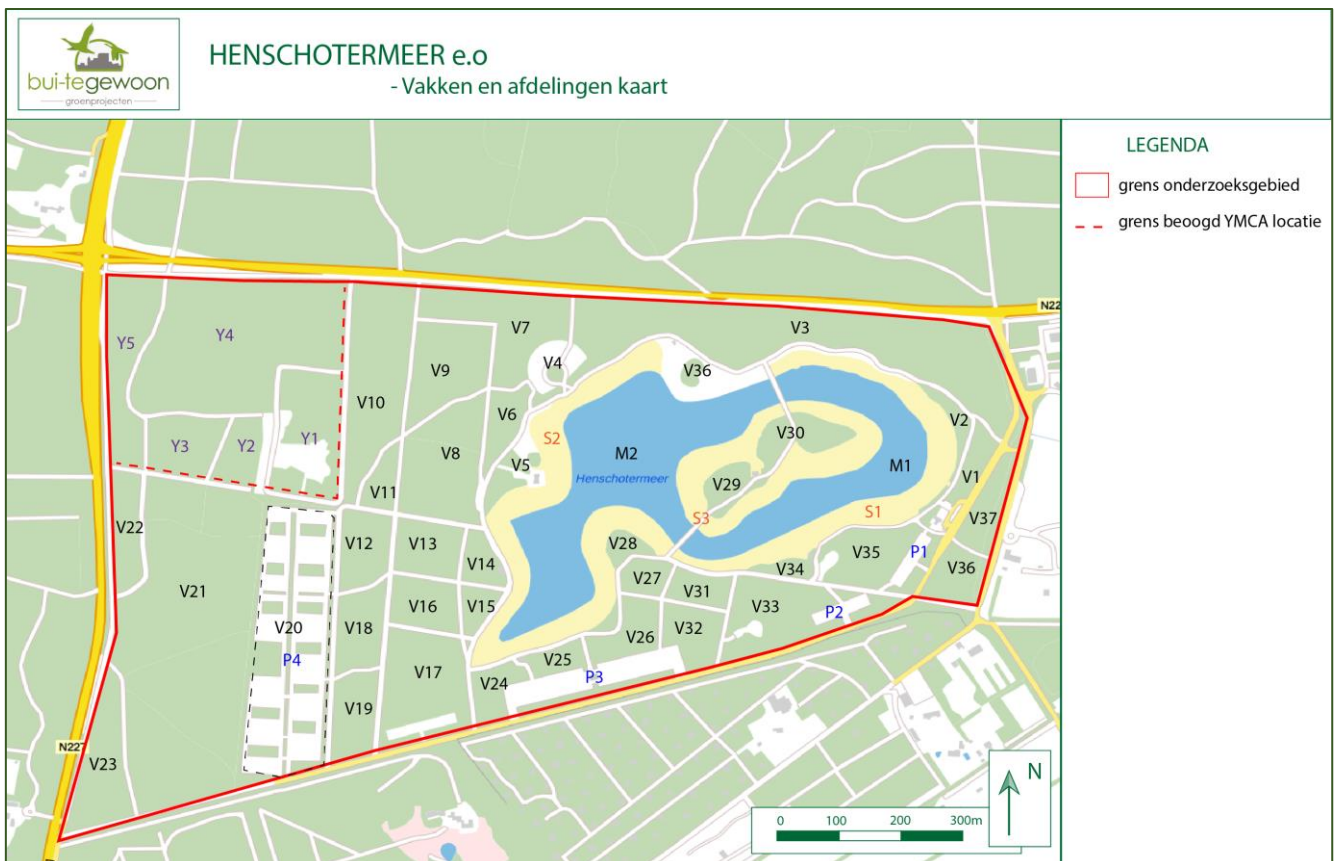 bui-tegewoon
groenprojecten
HENSCHOTERMEER e.o
- Vakken en afdelingen kaart
LEGENDA
grens onderzoeksgebied
grens beoogd YMCA locatie
N22
V7
V3
Y5
Y4
V4
V36
V9
V10
V6
V2
Y3
Y2
Y1
S2
V30
V8
M2
M1
V5
Henschotermeer
V29
V1
V11
S1
S3
V37
V22
V12
V13
V28
V35
P1
V14
V34
V36
V27
V21
V31
V16
V15
V33
P2
V20
V18
V26
V32
P4
V17
V25
V24
P3
V19
N227
V23
N
0 100 200 300m